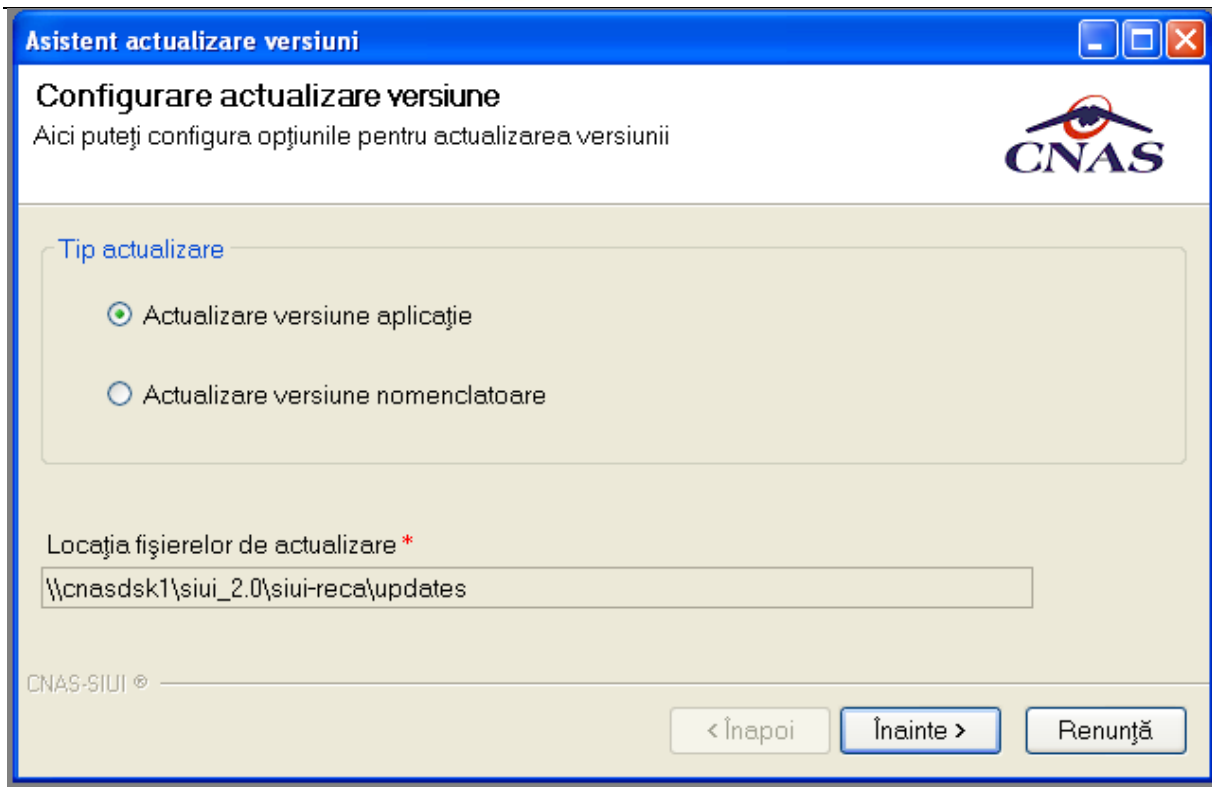 Asistent actualizare versiuni
Configurare actualizare versiune
Aici puteţi configura opţiunile pentru actualizarea versiunii
CNAS
Tip actualizare
Actualizare versiune aplicaţie
Actualizare versiune nomenclatoare
Locaţia fişierelor de actualizare *
\\cnasdsk1\siui_2.0\siui-reca\updates
CNAS-SIUI ®
< Înapoi Înainte > Renunţă